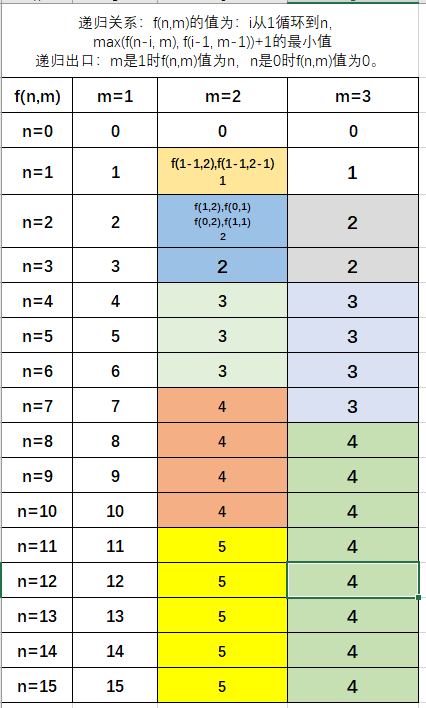 递归关系：f(n,m)的值为：i从1循环到n，
max(f(n-i, m), f(i-1, m-1))+1的最小值
递归出口：m是1时f(n,m)值为n，n是0时f(n,m)值为0。
f(n,m) m=1 m=2 m=3
n=0 0 0 0
n=1 1 f(1-1,2),f(1-1,2-1) 1 1
n=2 2 f(1,2),f(0,1) f(0,2),f(1,1) 2 2
n=3 3 2 2
n=4 4 3 3
n=5 5 3 3
n=6 6 3 3
n=7 7 4 3
n=8 8 4 4
n=9 9 4 4
n=10 10 4 4
n=11 11 5 4
n=12 12 5 4
n=13 13 5 4
n=14 14 5 4
n=15 15 5 4